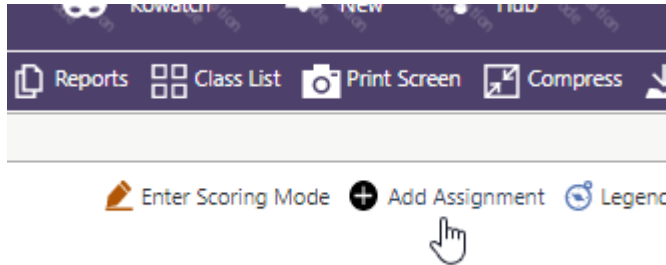 Kowatch New Hub
Reports Class List Print Screen Compress
Enter Scoring Mode Add Assignment Legend